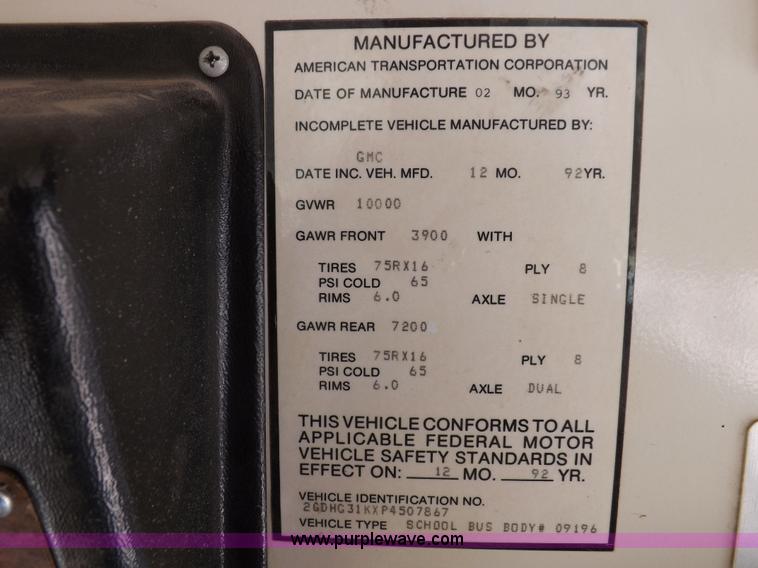 MANUFACTURED BY
AMERICAN TRANSPORTATION CORPORATION
DATE OF MANUFACTURE 02 MO. 93 YR.
INCOMPLETE VEHICLE MANUFACTURED BY:
GMC
DATE INC. VEH. MFD. 12 MO. 92YR.
GVWR 10000
GAWR FRONT 3900 WITH
TIRES 75RX16 PLY 8
PSI COLD 65
RIMS 6.0 AXLE SINGLE
GAWR REAR 7200
TIRES 75RX16 PLY 8
PSI COLD 65
RIMS 6.0 AXLE DUAL
THIS VEHICLE CONFORMS TO ALL
APPLICABLE FEDERAL MOTOR
VEHICLE SAFETY STANDARDS IN
EFFECT ON: 12 MO. 92 YR.
VEHICLE IDENTIFICATION NO.
2GDHG31KXP4507867
VEHICLE TYPE SCHOOL BUS BODY# 09196
www.purplewave.com